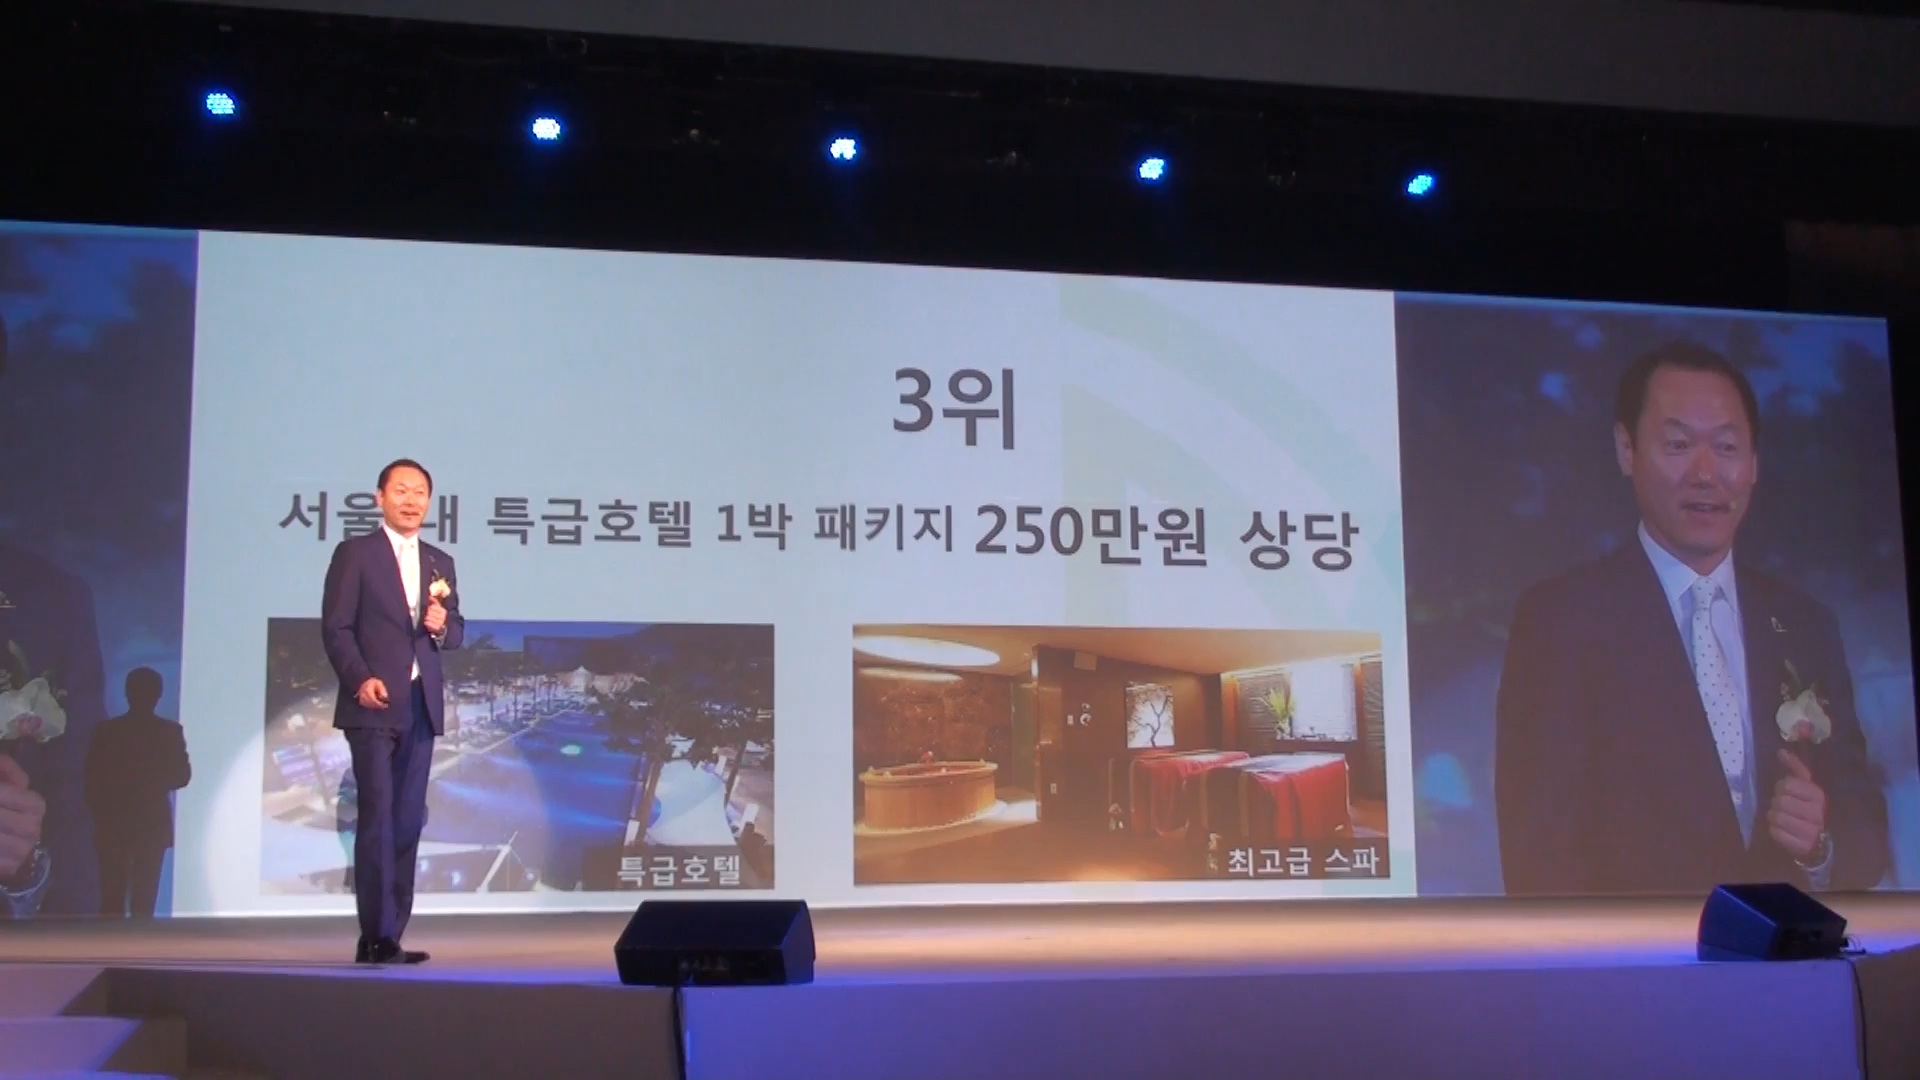 3위
서울 내 특급호텔 1박 패키지 250만원 상당
특급호텔
최고급 스파